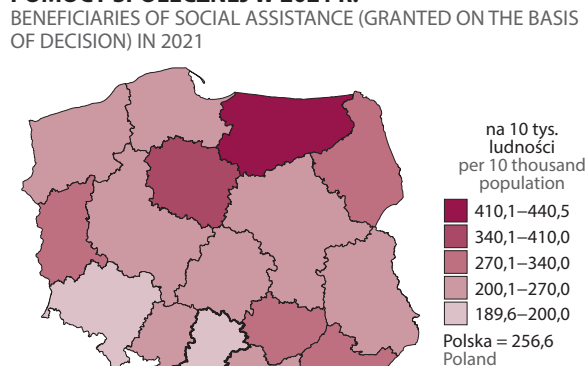 BENEFICIARIES OF SOCIAL ASSISTANCE (GRANTED ON THE BASIS
OF DECISION) IN 2021
na 10 tys.
ludności
per 10 thousand
population
410,1–440,5
340,1–410,0
270,1–340,0
200,1–270,0
189,6–200,0
Polska = 256,6
Poland